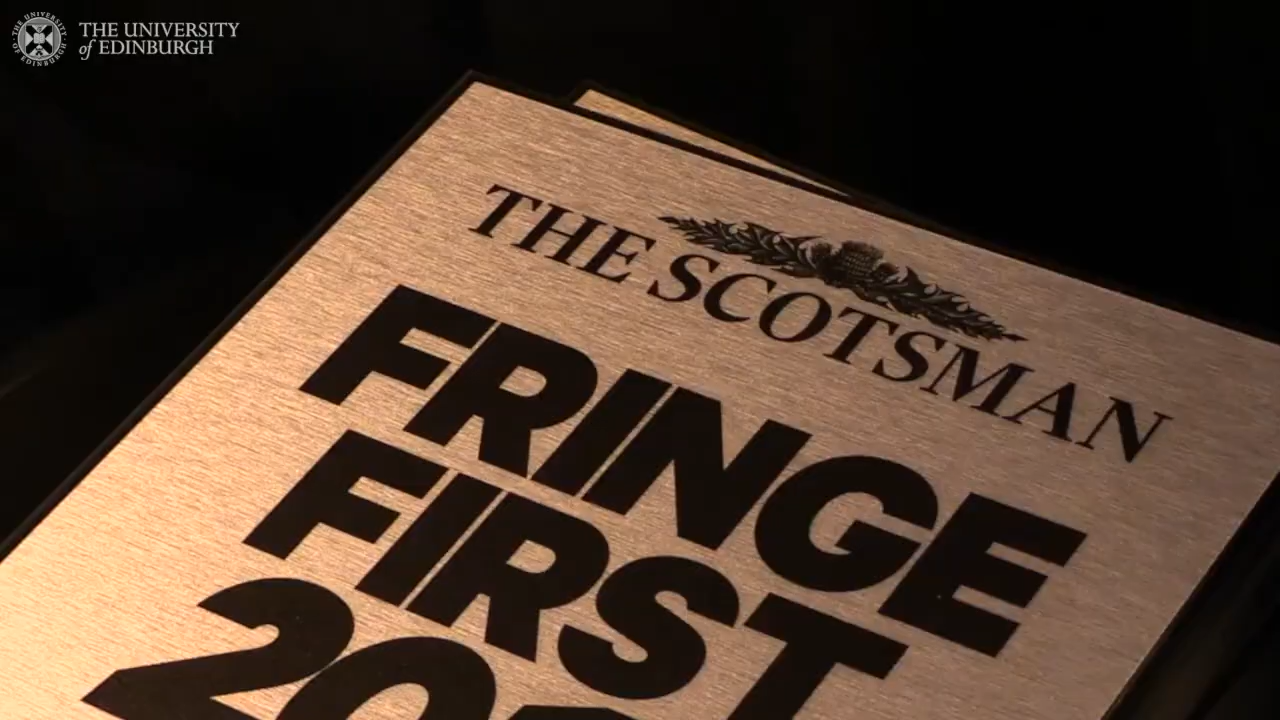 THE UNIVERSITY
of EDINBURGH
THE SCOTSMAN
FRINGE
FIRST